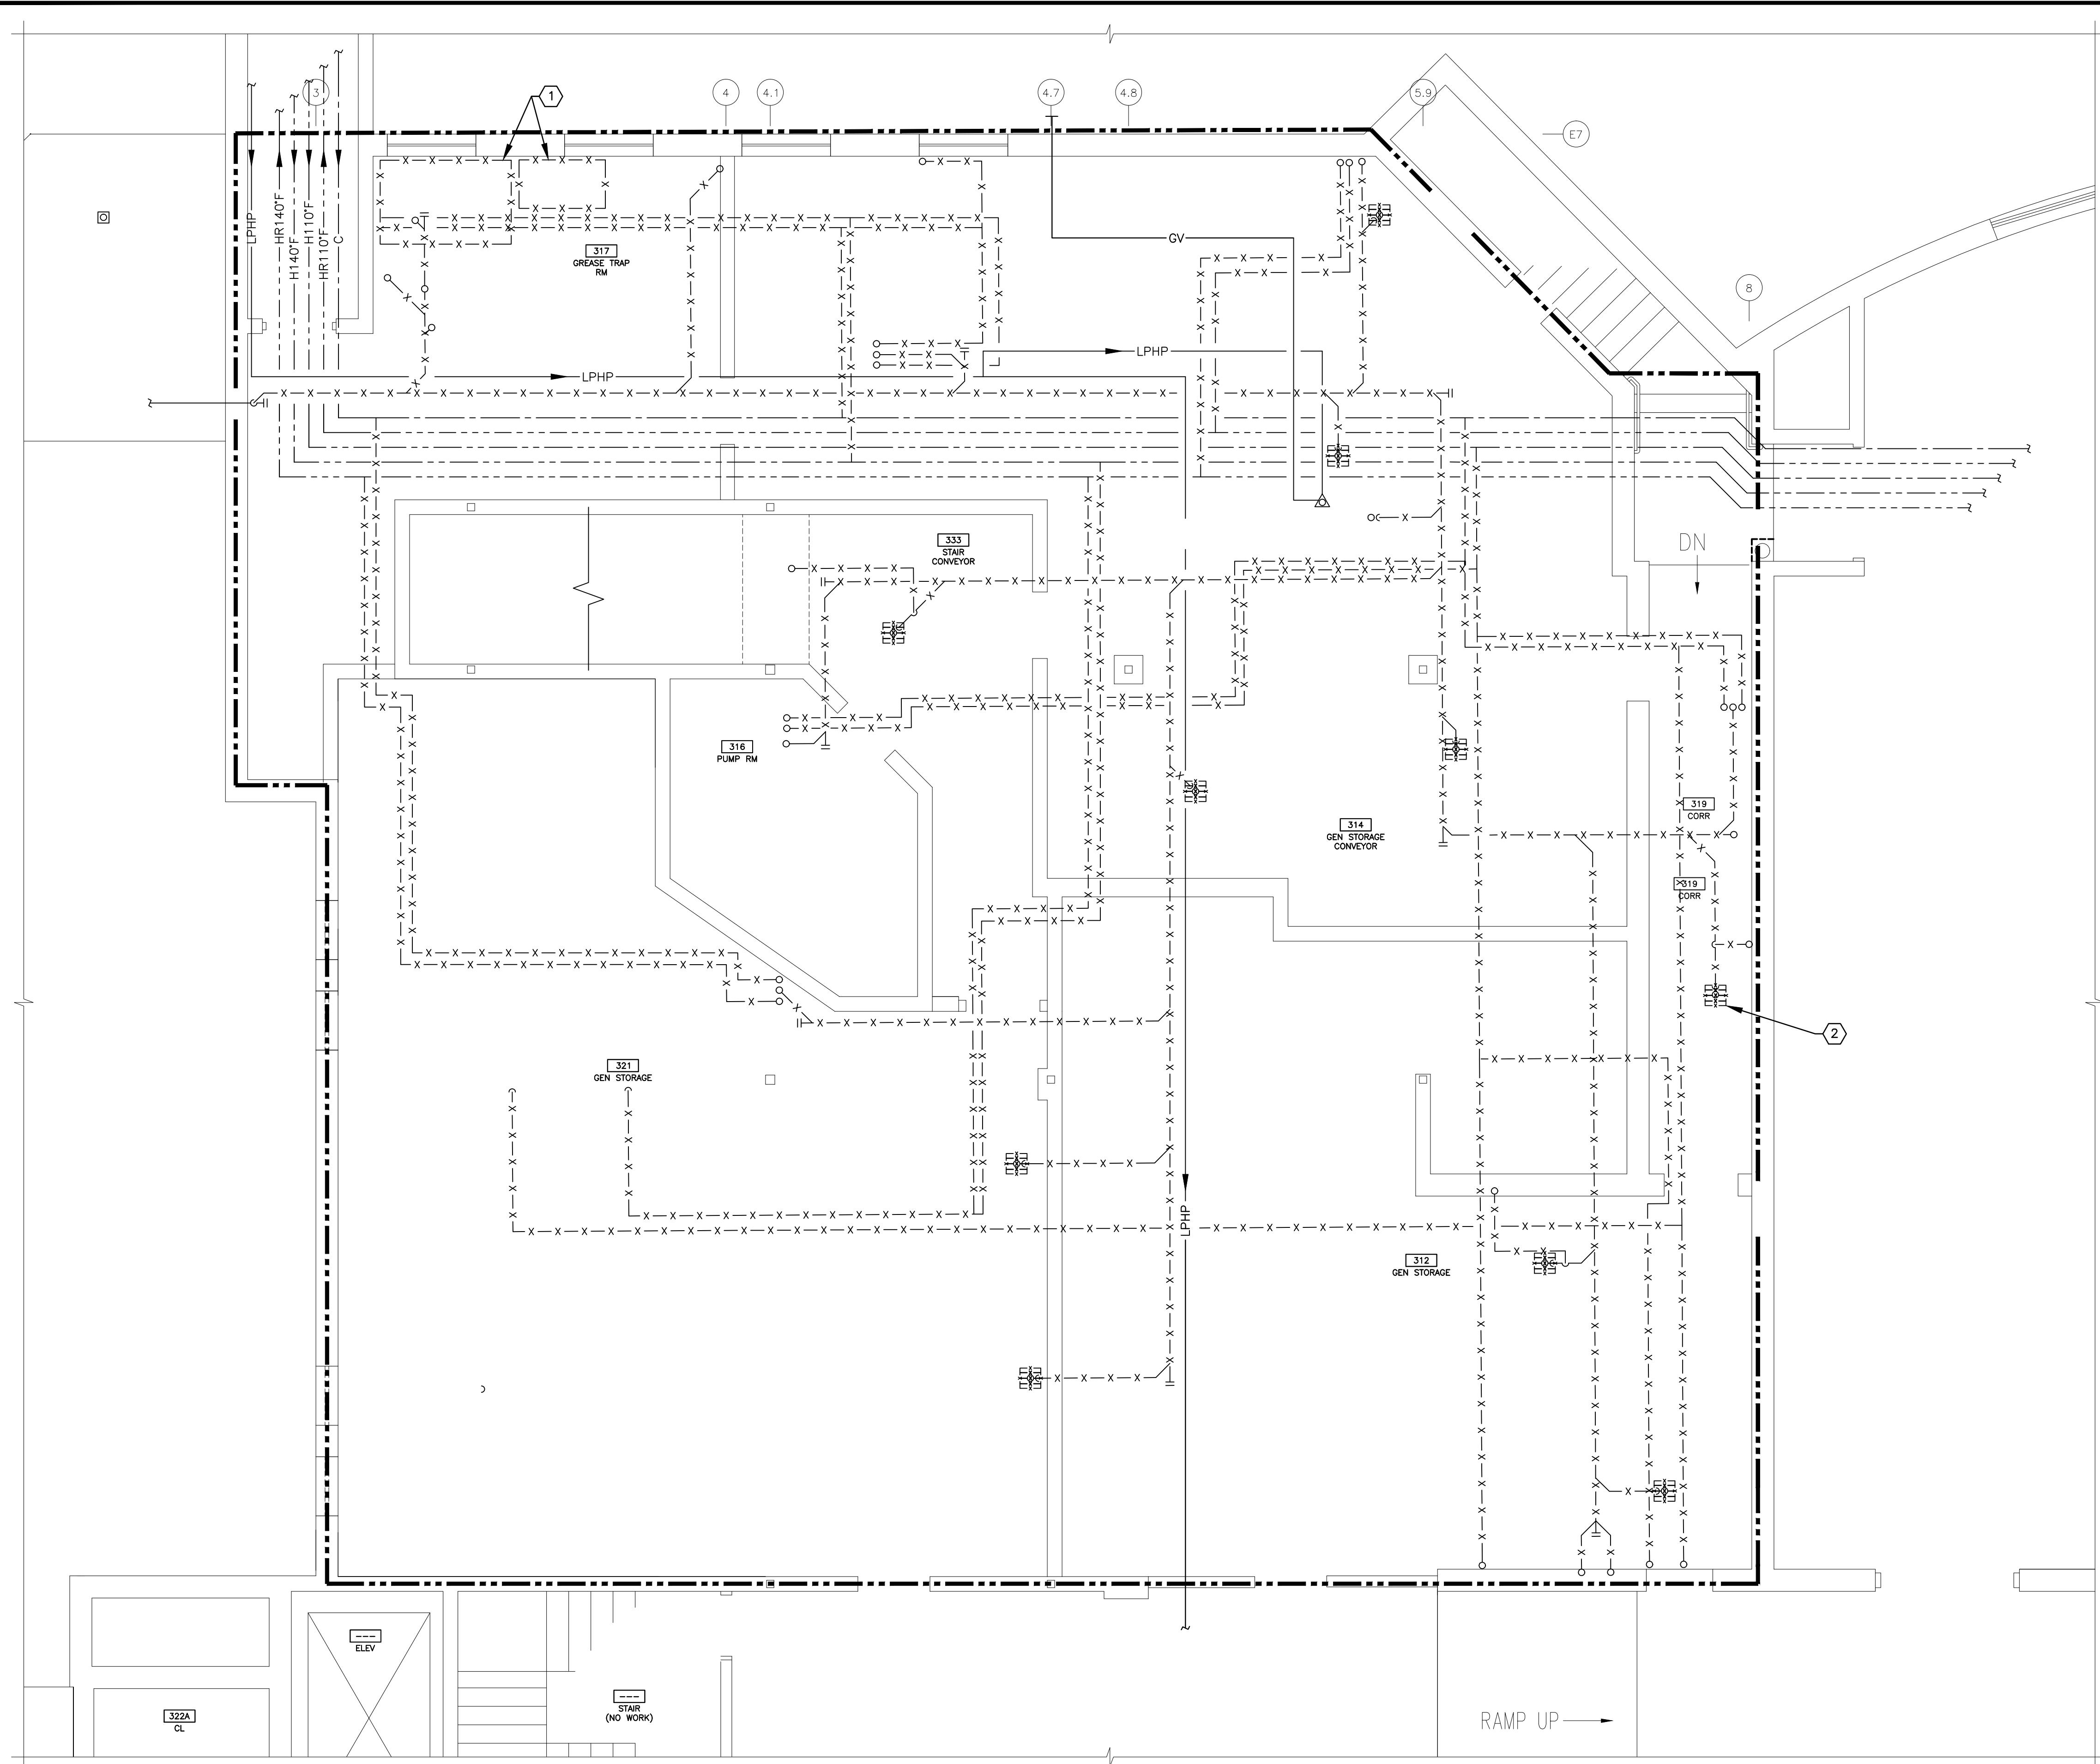 3
1
4
4.1
4.7
4.8
5.9
E7
LPHP
HR140°F
H140°F
H110°F
HR110°F
C
GV
317
GREASE TRAP
RM
8
LPHP
LPHP
333
STAIR
CONVEYOR
DN
316
PUMP RM
319
CORR
314
GEN STORAGE
CONVEYOR
319
CORR
2
321
GEN STORAGE
LPHP
312
GEN STORAGE
---
ELEV
---
STAIR
(NO WORK)
322A
CL
RAMP UP